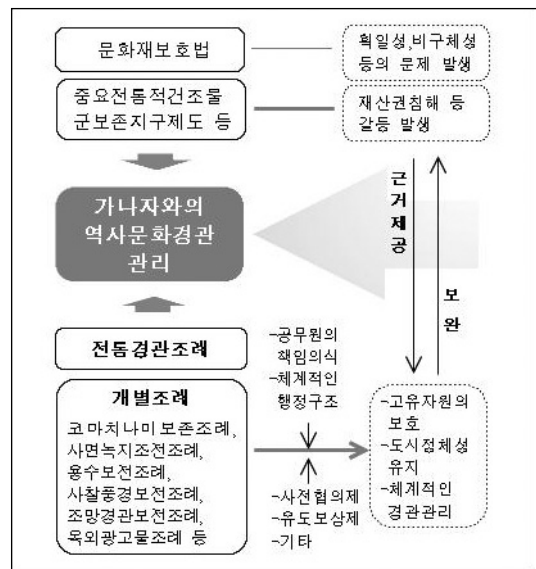 문화재보호법
획일성,비구체성
등의 문제 발생
중요전통적건조물
군보존지구제도 등
재산권침해 등
갈등 발생
가나자와의
역사문화경관
관리
근거제공
보완
전통경관조례
개별조례
코마치나미보존조례,
사면녹지조전조례,
용수보전조례,
사찰풍경보전조례,
조망경관보전조례,
옥외광고물조례 등
-공무원의
책임의식
-체계적인
행정구조
-사전협의제
-유도보상제
-기타
-고유자원의
보호
-도시정체성
유지
-체계적인
경관관리